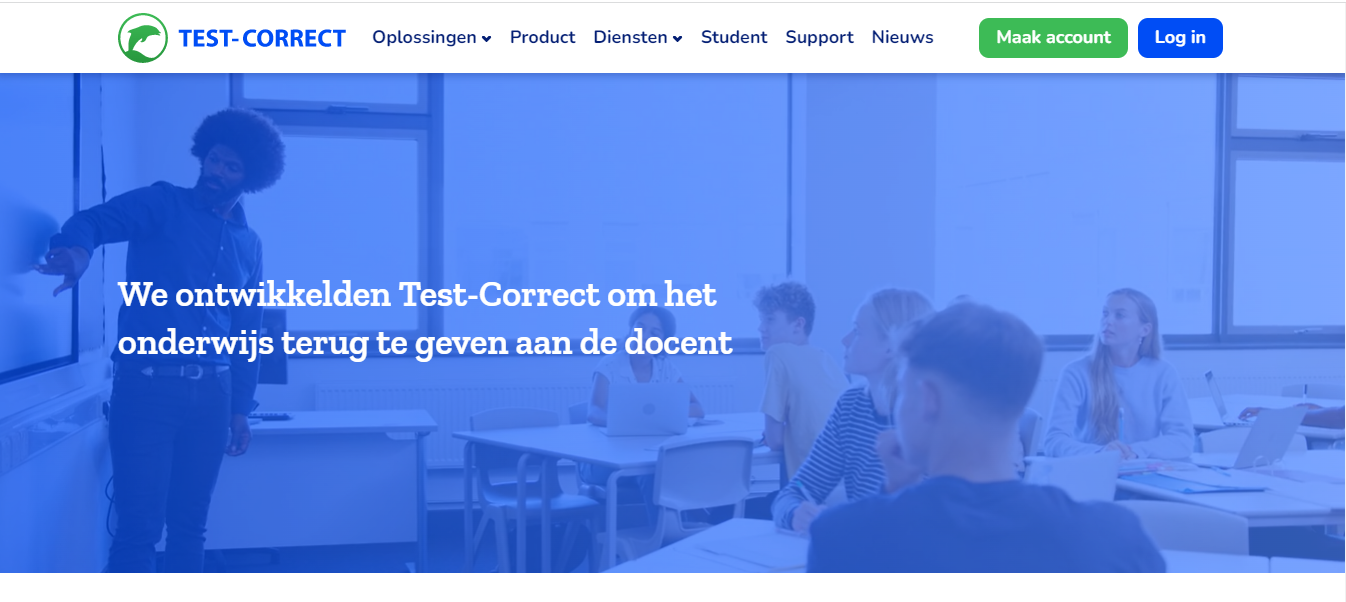 TEST-CORRECT Oplossingen Product Diensten Student Support Nieuws Maak account Log in
We ontwikkelden Test-Correct om het
onderwijs terug te geven aan de docent